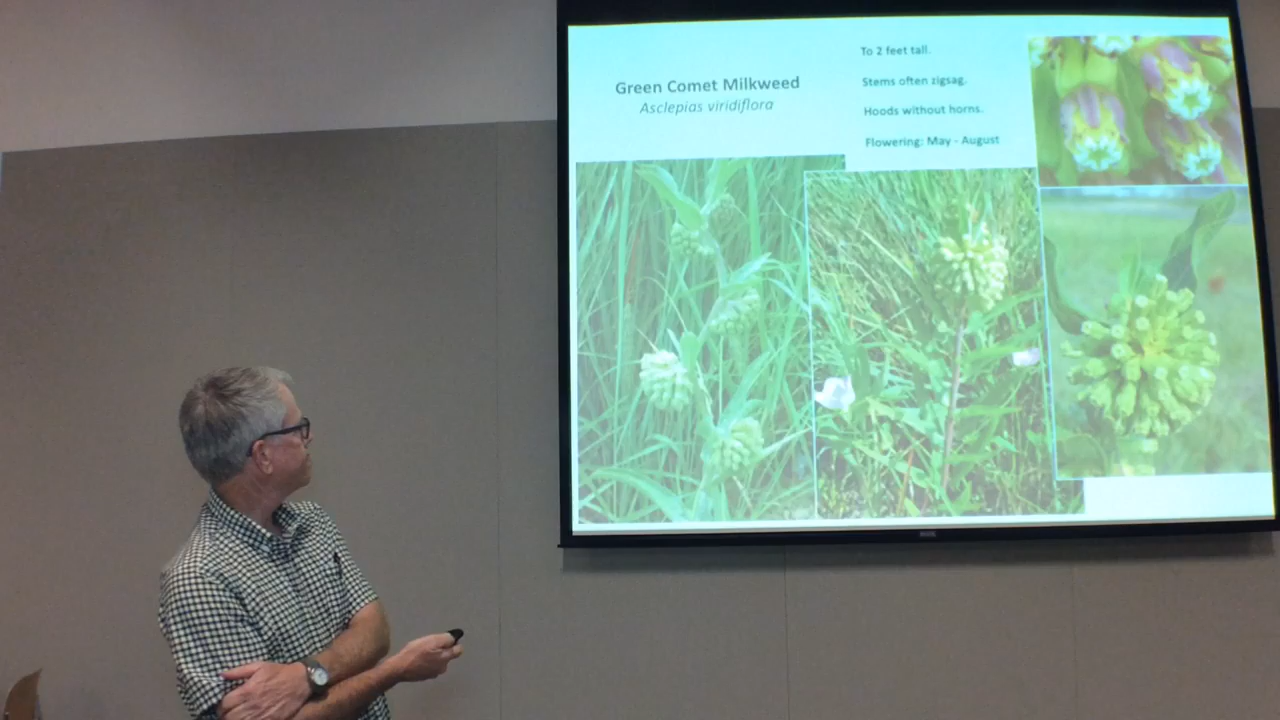 Green Comet Milkweed
Asclepias viridiflora
To 2 feet tall.
Stems often zigsag.
Hoods without horns.
Flowering: May - August